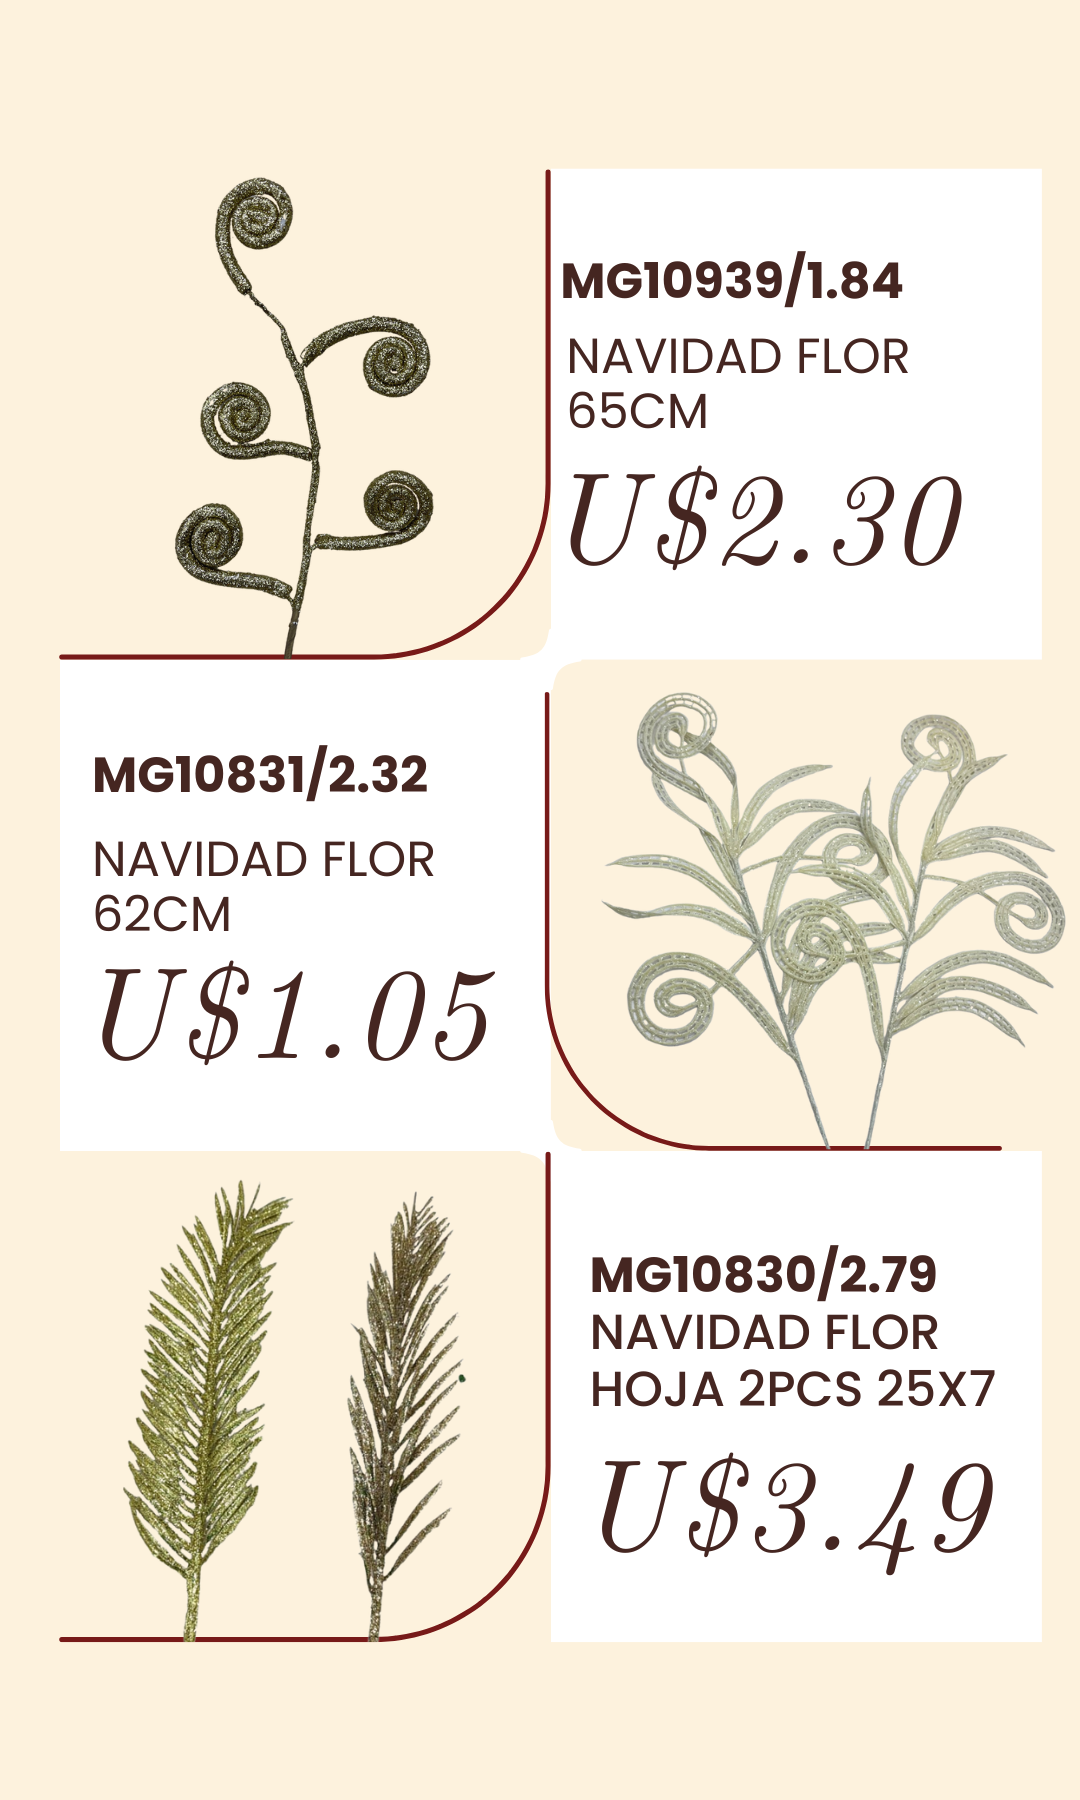 MG10939/1.84
NAVIDAD FLOR
65CM
U$2.30
MG10831/2.32
NAVIDAD FLOR
62CM
U$1.05
MG10830/2.79
NAVIDAD FLOR
HOJA 2PCS 25X7
U$3.49